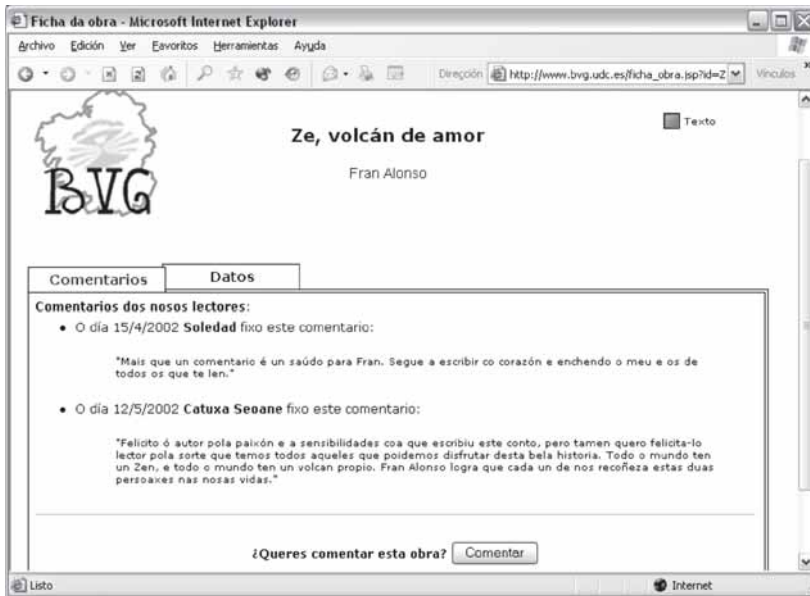 Ficha da obra - Microsoft Internet Explorer
Archivo Edición Ver Favoritos Herramientas Ayuda
Dirección http://www.bvg.udc.es/ficha_obra.jsp?id=Z Vínculos »
BVG
Ze, volcán de amor
Texto
Fran Alonso
Comentarios Datos
Comentarios dos nosos lectores:
• O día 15/4/2002 Soledad fixo este comentario:
"Mais que un comentario é un saúdo para Fran. Segue a escribir co corazón e enchendo o meu e os de
todos os que te len."
• O día 12/5/2002 Catuxa Seoane fixo este comentario:
"Felicito ó autor pola paixón e a sensibilidades coa que escribiu este conto, pero tamen quero felicita-lo
lector pola sorte que temos todos aqueles que poidemos disfrutar desta bela historia. Todo o mundo ten
un Zen, e todo o mundo ten un volcan propio. Fran Alonso logra que cada un de nos recoñeza estas duas
persoaxes nas nosas vidas."
¿Queres comentar esta obra? Comentar
Listo Internet